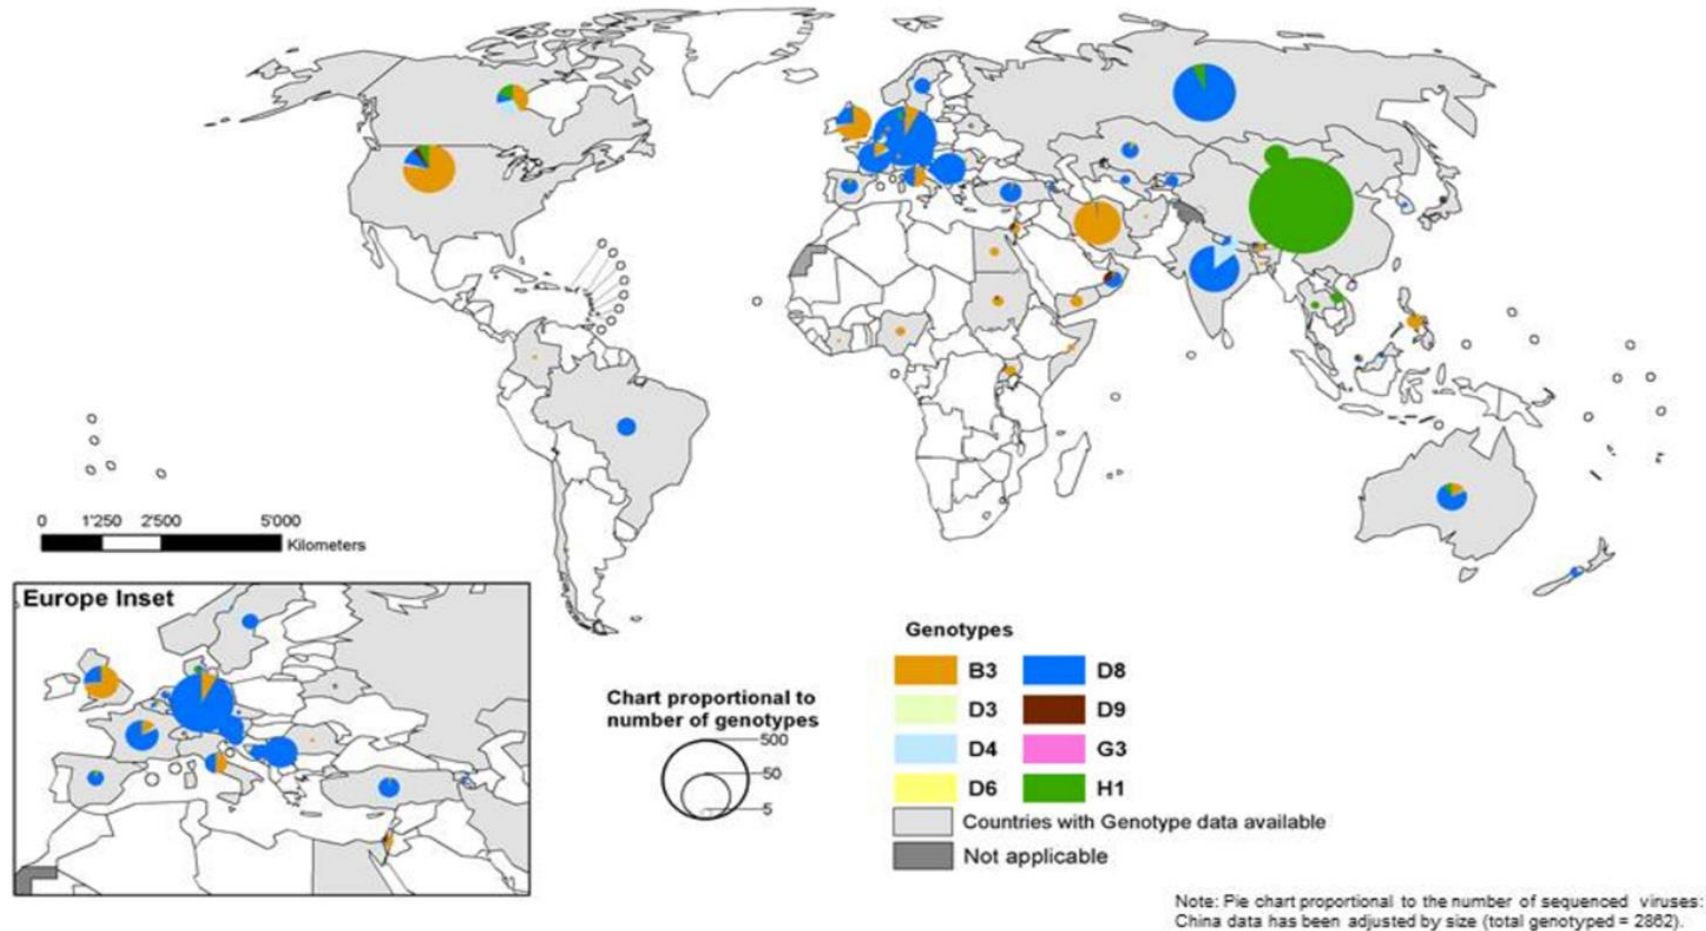 0 1'250 2'500 5'000
Kilometers
Europe Inset
Chart proportional to
number of genotypes
500
50
5
Genotypes
B3 D8
D3 D9
D4 G3
D6 H1
Countries with Genotype data available
Not applicable
Note: Pie chart proportional to the number of sequenced viruses:
China data has been adjusted by size (total genotyped = 2862).